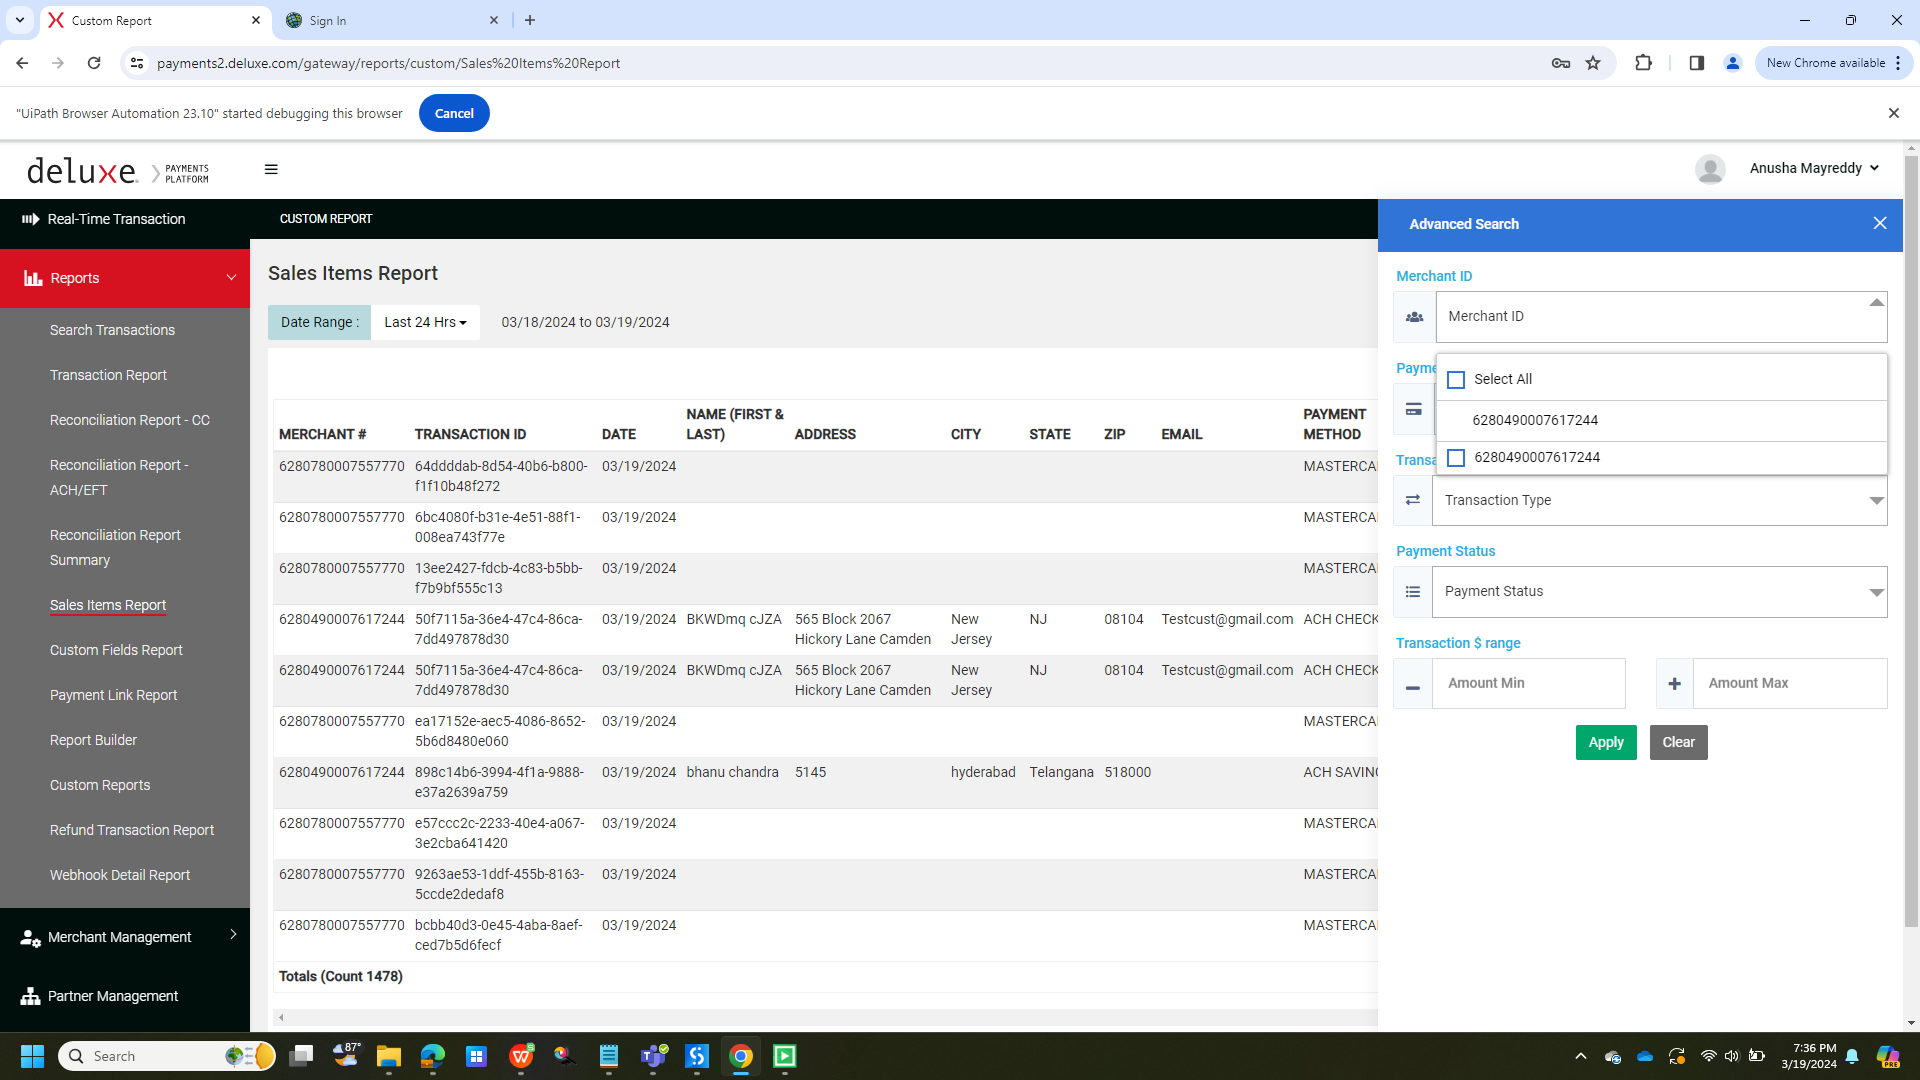 Custom Report
Sign In
payments2.deluxe.com/gateway/reports/custom/Sales%20Items%20Report
New Chrome available
"UiPath Browser Automation 23.10" started debugging this browser
Cancel
deluxe.
PAYMENTS
PLATFORM
Anusha Mayreddy
Real-Time Transaction
Reports
Search Transactions
Transaction Report
Reconciliation Report - CC
Reconciliation Report -
ACH/EFT
Reconciliation Report
Summary
Sales Items Report
Custom Fields Report
Payment Link Report
Report Builder
Custom Reports
Refund Transaction Report
Webhook Detail Report
Merchant Management
Partner Management
CUSTOM REPORT
Sales Items Report
Date Range :
Last 24 Hrs
03/18/2024 to 03/19/2024
MERCHANT # TRANSACTION ID DATE NAME (FIRST & LAST) ADDRESS CITY STATE ZIP EMAIL PAYMENT METHOD
6280780007557770 64ddddab-8d54-40b6-b800- 03/19/2024 MASTERCA
f1f10b48f272
6280780007557770 6bc4080f-b31e-4e51-88f1- 03/19/2024 MASTERCA
008ea743f77e
6280780007557770 13ee2427-fdcb-4c83-b5bb- 03/19/2024 MASTERCA
f7b9bf555c13
6280490007617244 50f7115a-36e4-47c4-86ca- 03/19/2024 BKWDmq cJZA 565 Block 2067 New NJ 08104 Testcust@gmail.com ACH CHECK
7dd497878d30 Hickory Lane Camden Jersey
6280490007617244 50f7115a-36e4-47c4-86ca- 03/19/2024 BKWDmq cJZA 565 Block 2067 New NJ 08104 Testcust@gmail.com ACH CHECK
7dd497878d30 Hickory Lane Camden Jersey
6280780007557770 ea17152e-aec5-4086-8652- 03/19/2024 MASTERCA
5b6d8480e060
6280490007617244 898c14b6-3994-4f1a-9888- 03/19/2024 bhanu chandra 5145 hyderabad Telangana 518000 ACH SAVING
e37a2639a759
6280780007557770 e57ccc2c-2233-40e4-a067- 03/19/2024 MASTERCA
3e2cba641420
6280780007557770 9263ae53-1ddf-455b-8163- 03/19/2024 MASTERCA
5ccde2dedaf8
6280780007557770 bcbb40d3-0e45-4aba-8aef- 03/19/2024 MASTERCA
ced7b5d6fecf
Totals (Count 1478)
Advanced Search
Merchant ID
Merchant ID
Payme
Select All
6280490007617244
6280490007617244
Transa
Transaction Type
Payment Status
Payment Status
Transaction $ range
Amount Min
Amount Max
Apply
Clear
Search
87°
7:36 PM
3/19/2024
PRE